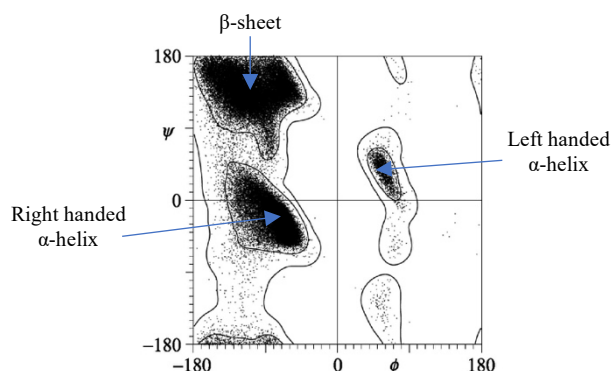 β-sheet
180
ψ
Left handed
α-helix
0
Right handed
α-helix
−180
−180
0
ϕ
180